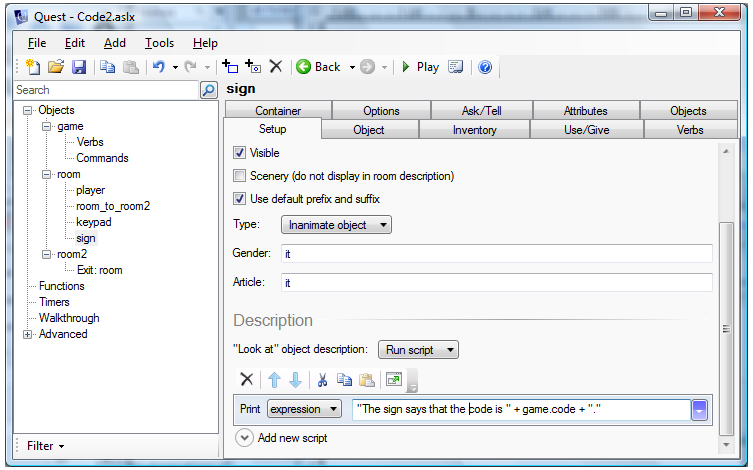 Quest - Code2.aslx
File Edit Add Tools Help
Back Play
Search
Objects
game
Verbs
Commands
room
player
room_to_room2
keypad
sign
room2
Exit: room
Functions
Timers
Walkthrough
Advanced
Filter
sign
Container Options Ask/Tell Attributes Objects
Setup Object Inventory Use/Give Verbs
Visible
Scenery (do not display in room description)
Use default prefix and suffix
Type: Inanimate object
Gender: it
Article: it
Description
"Look at" object description: Run script
Print expression "The sign says that the code is " + game.code + "."
Add new script